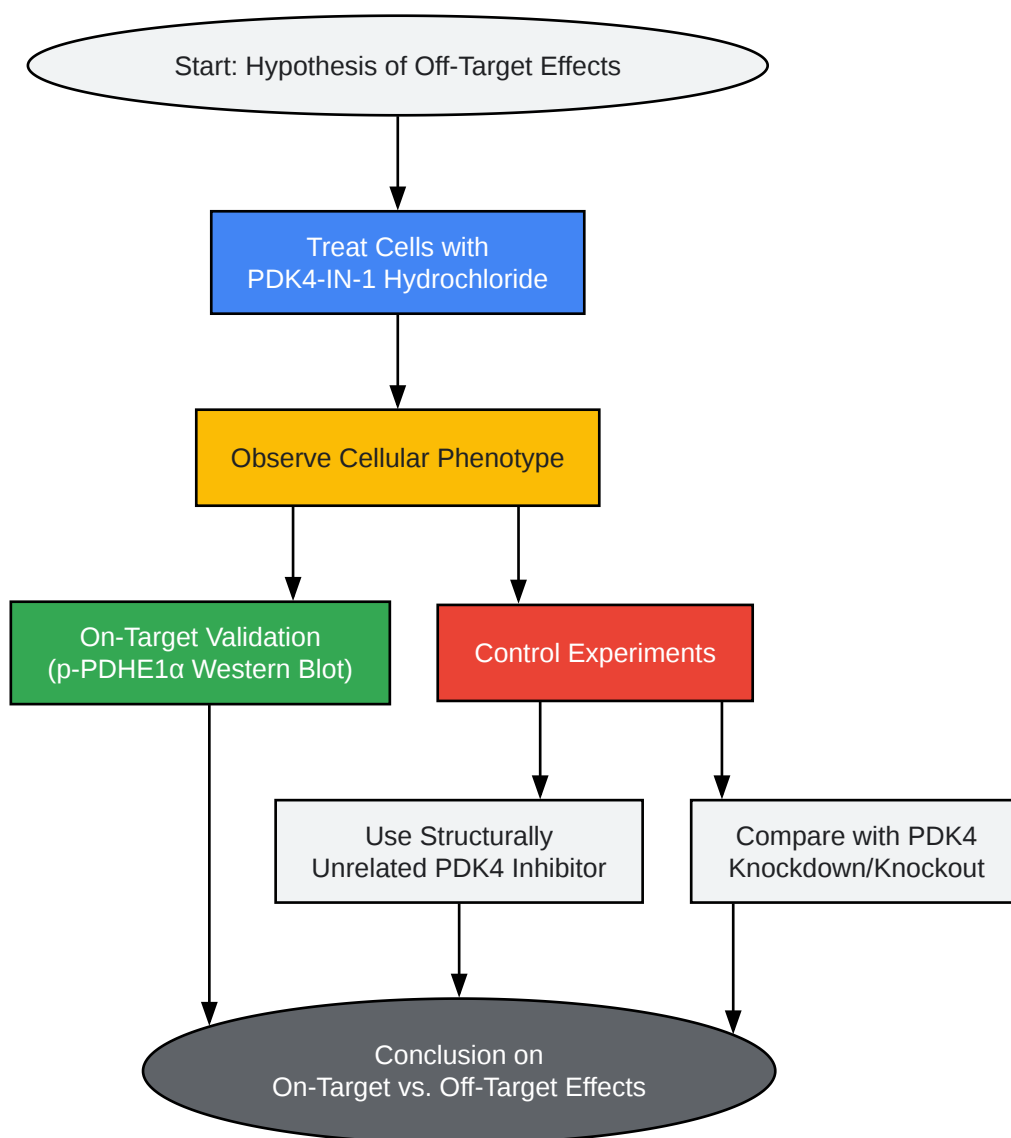 Start: Hypothesis of Off-Target Effects
Treat Cells with
PDK4-IN-1 Hydrochloride
Observe Cellular Phenotype
On-Target Validation
(p-PDHE1α Western Blot)
Control Experiments
Use Structurally
Unrelated PDK4 Inhibitor
Compare with PDK4
Knockdown/Knockout
Conclusion on
On-Target vs. Off-Target Effects